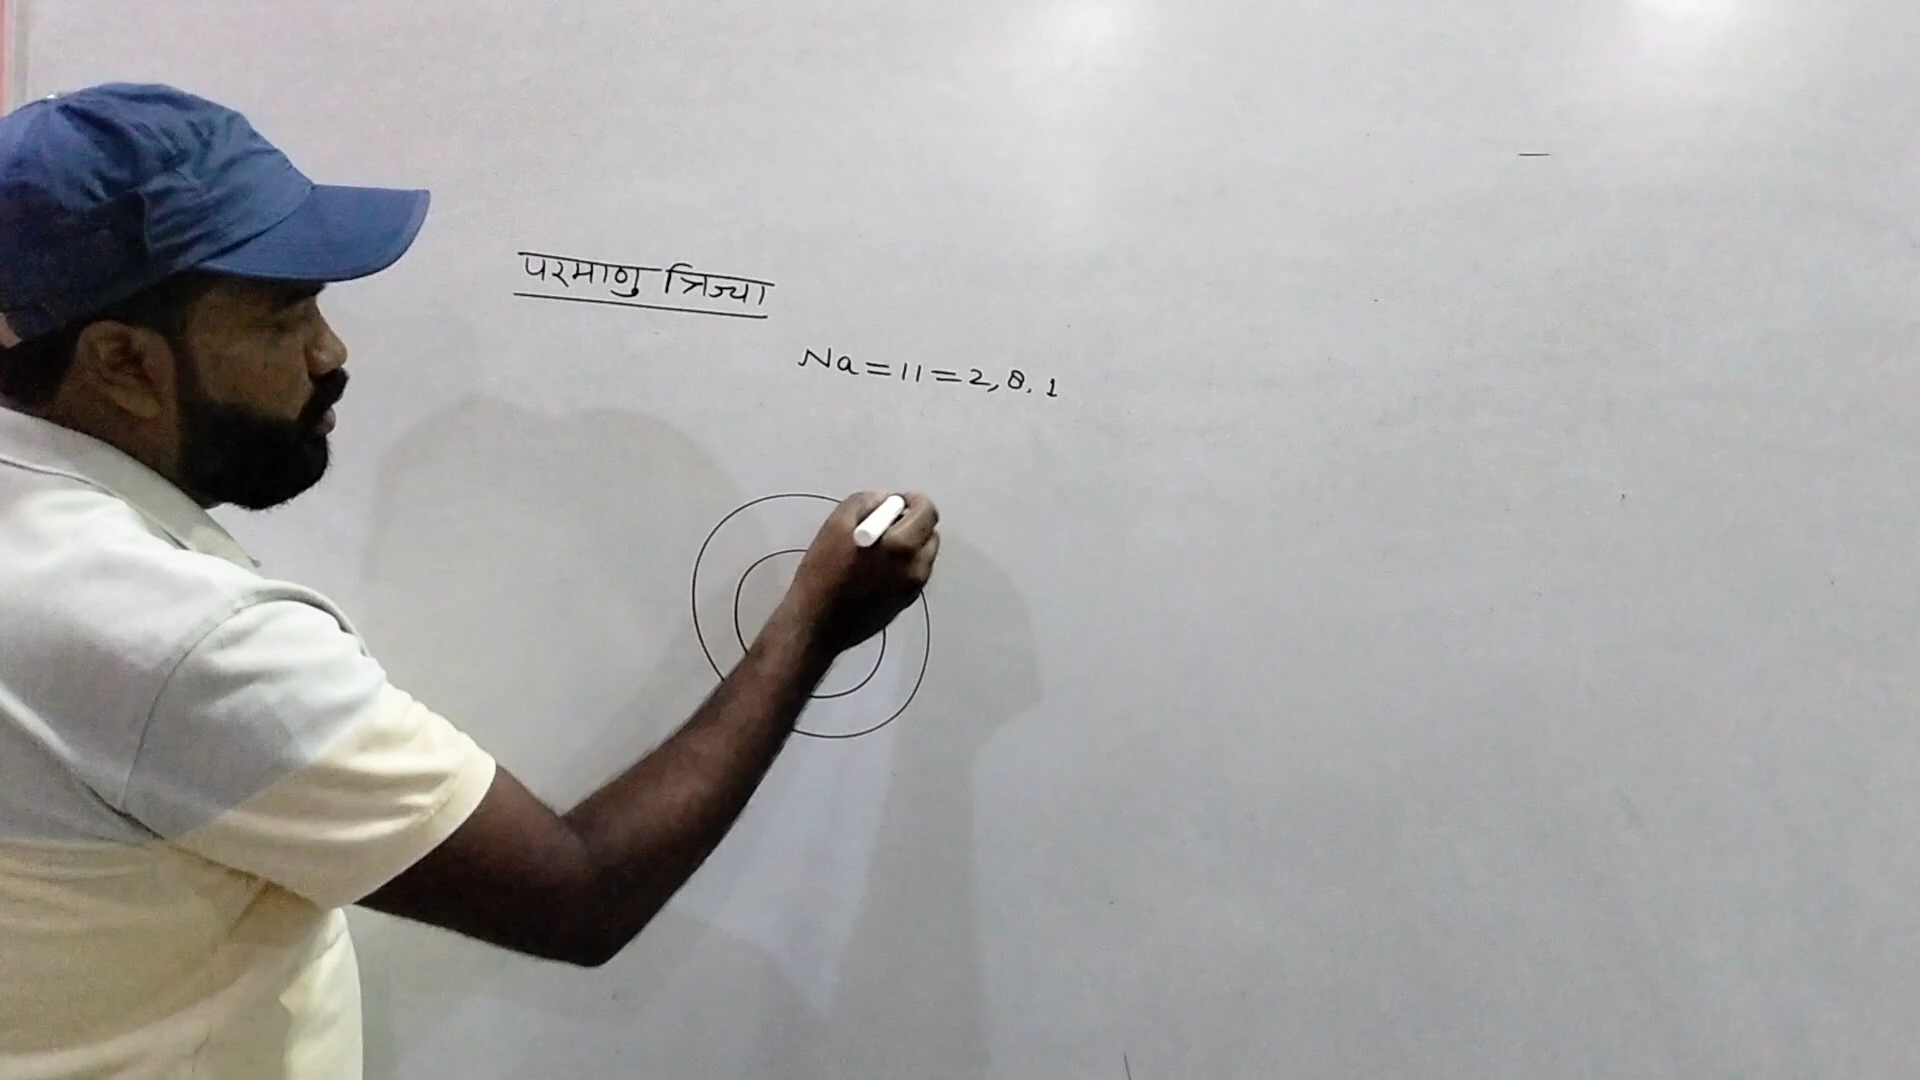 परमाणु त्रिज्या
Na = 11 = 2, 8. 1